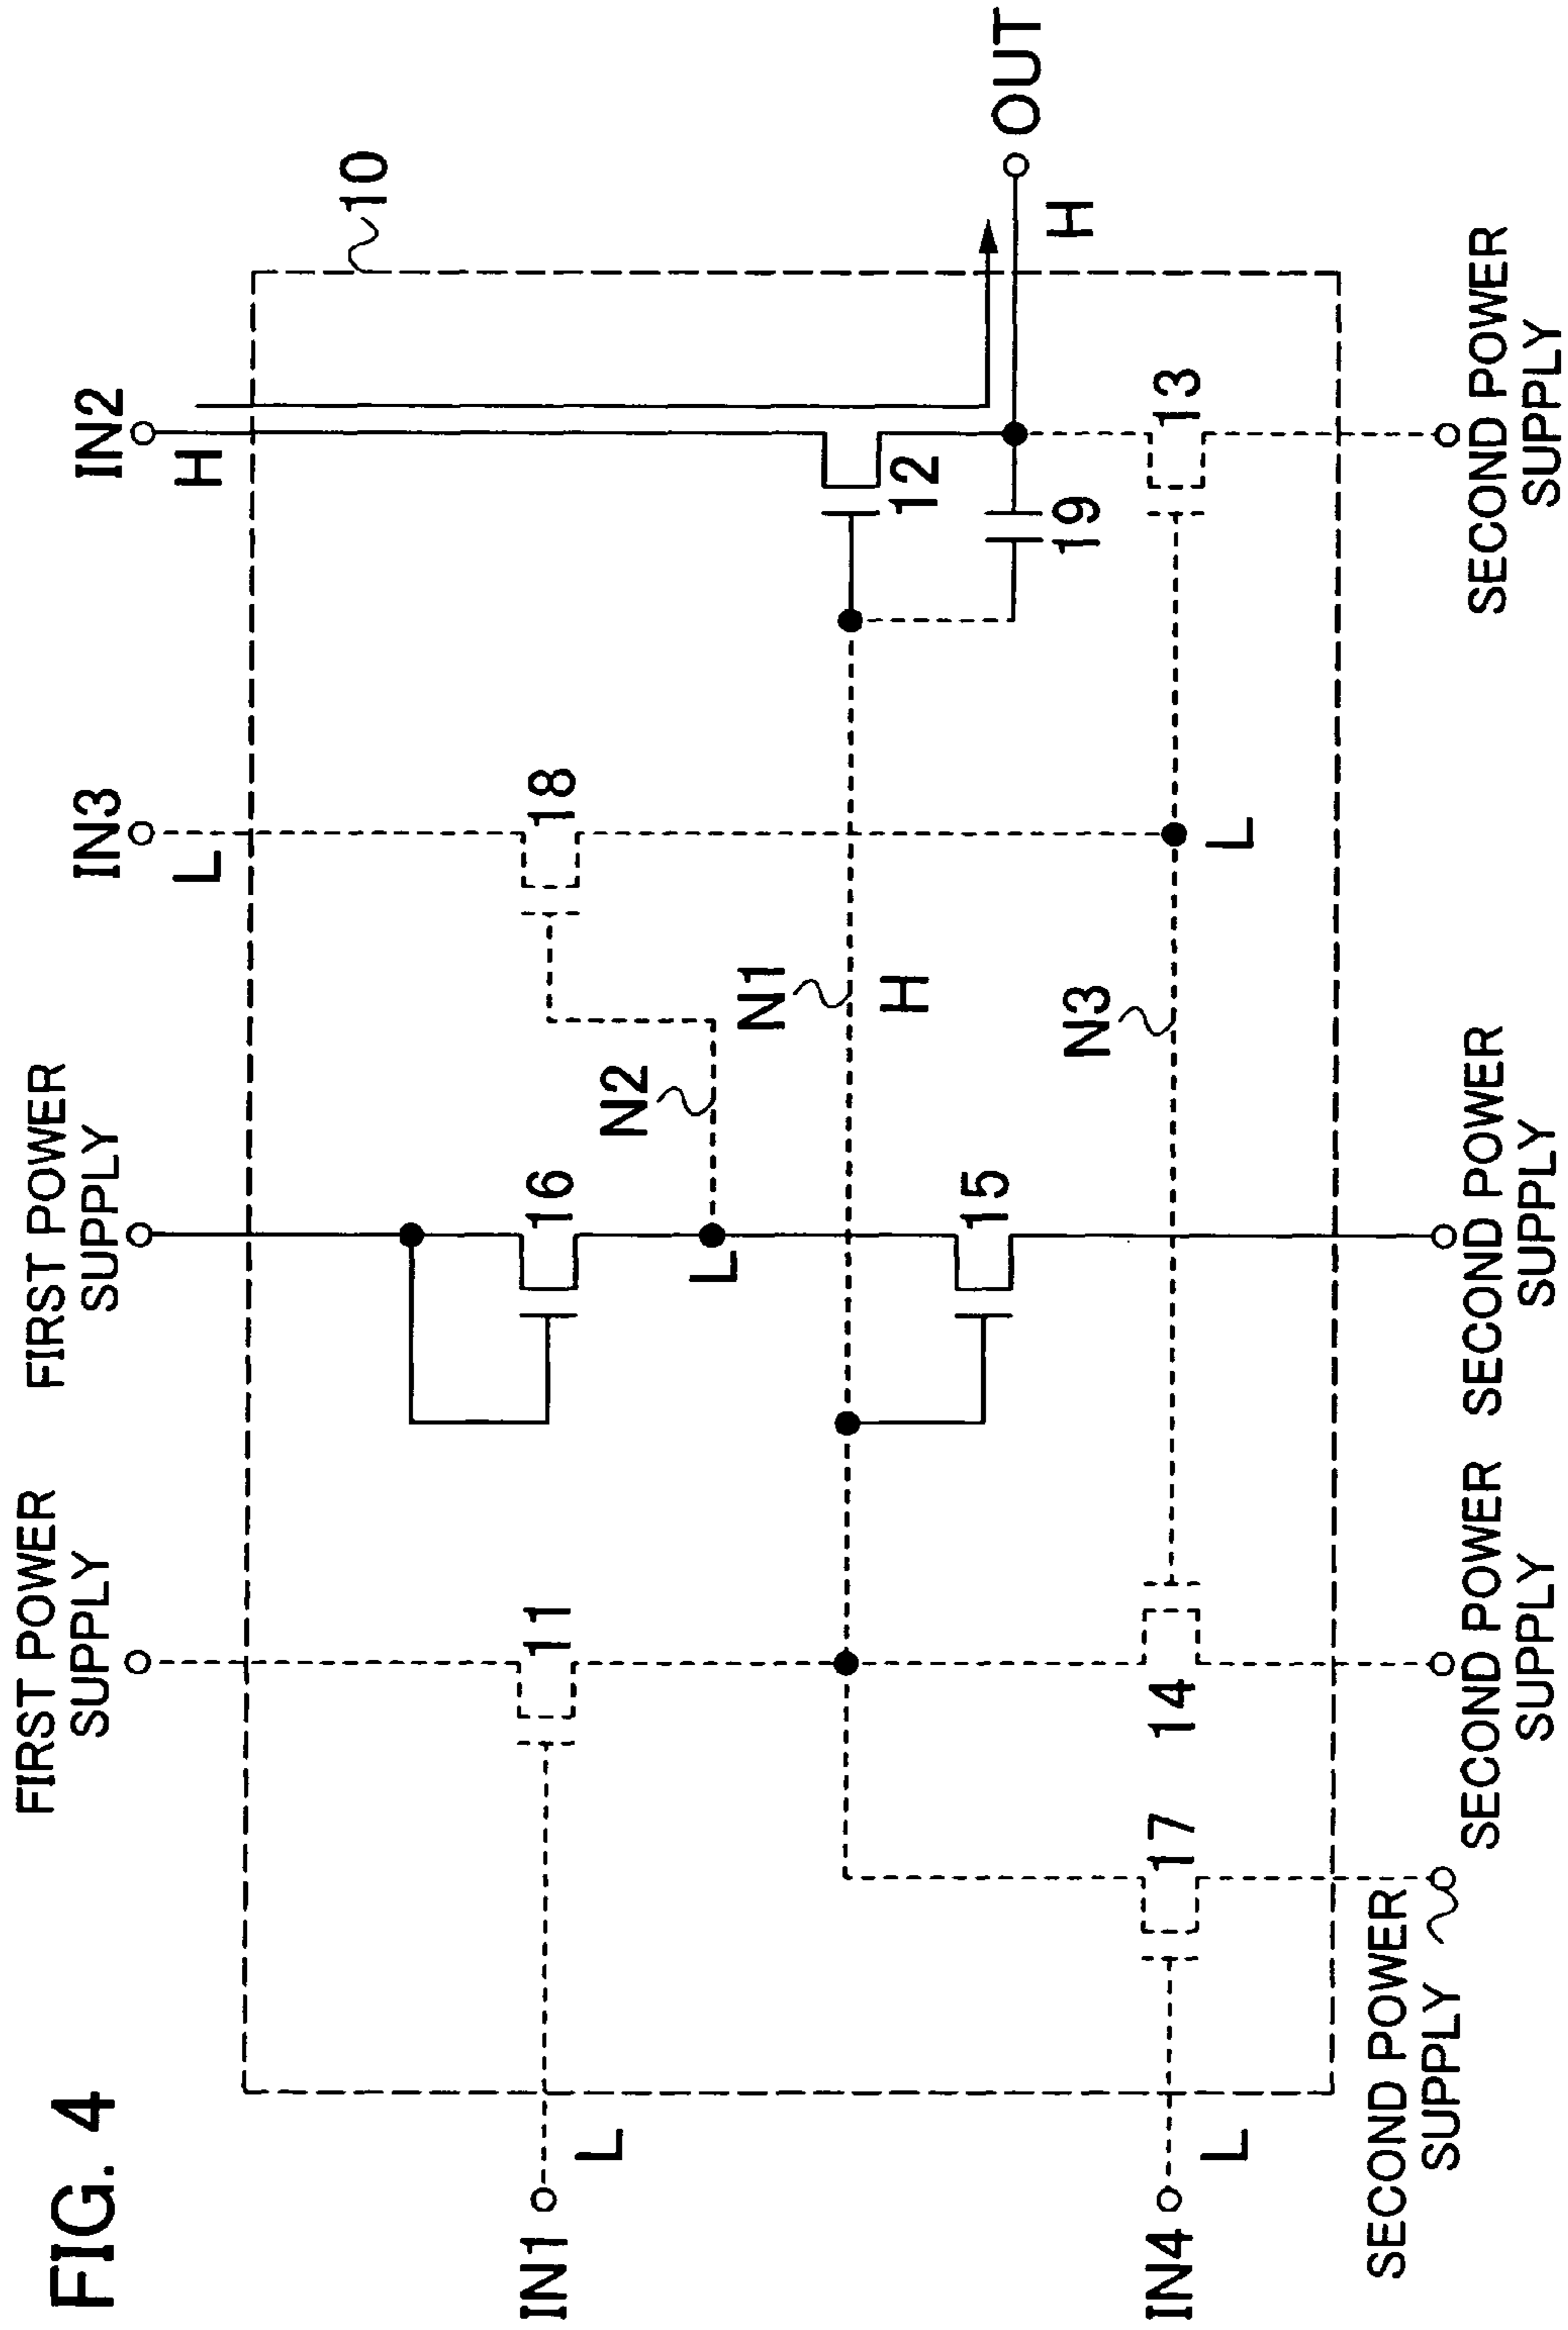 FIG. 4
FIRST POWER
SUPPLY
FIRST POWER
SUPPLY
IN3
L
IN2
H
10
IN1
L
11
16
18
N2
L
N1
H
12
15
19
OUT
H
N3
L
IN4
L
17
14
13
SECOND POWER
SUPPLY
SECOND POWER
SUPPLY
SECOND POWER
SUPPLY
SECOND POWER
SUPPLY